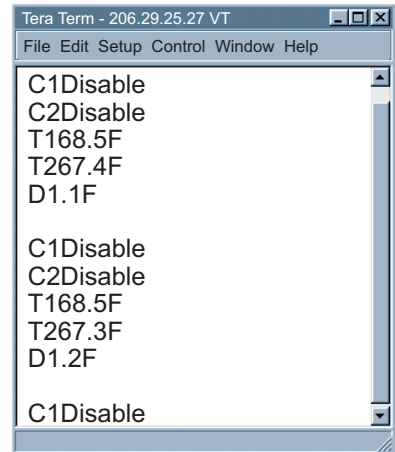 Tera Term - 206.29.25.27 VT
File Edit Setup Control Window Help
C1Disable
C2Disable
T168.5F
T267.4F
D1.1F
C1Disable
C2Disable
T168.5F
T267.3F
D1.2F
C1Disable